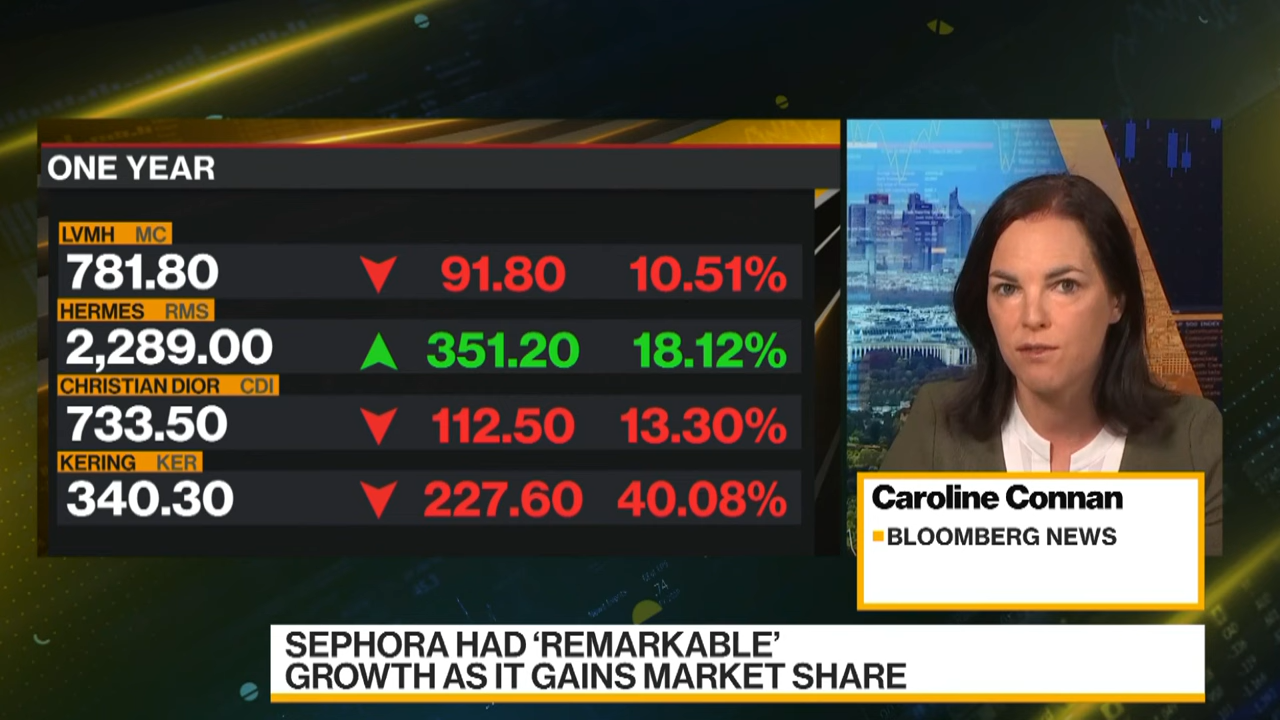 ONE YEAR
LVMH MC
781.80 91.80 10.51%
HERMES RMS
2,289.00 351.20 18.12%
CHRISTIAN DIOR CDI
733.50 112.50 13.30%
KERING KER
340.30 227.60 40.08%
Caroline Connan
BLOOMBERG NEWS
74
SEPHORA HAD ‘REMARKABLE’
GROWTH AS IT GAINS MARKET SHARE